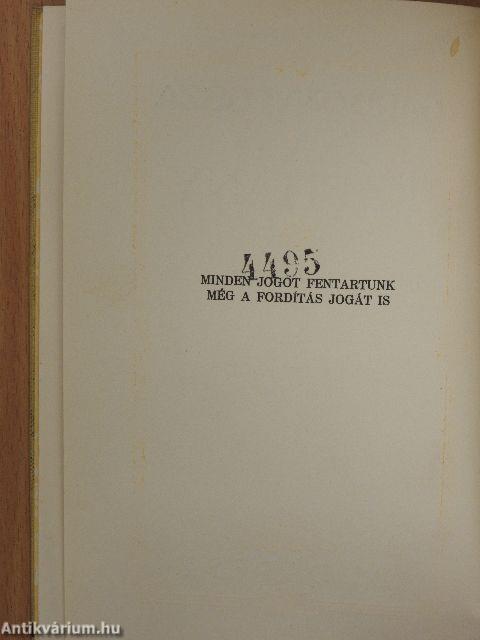 4495
MINDEN JOGOT FENTARTUNK
MÉG A FORDÍTÁS JOGÁT IS
Antikvárium.hu